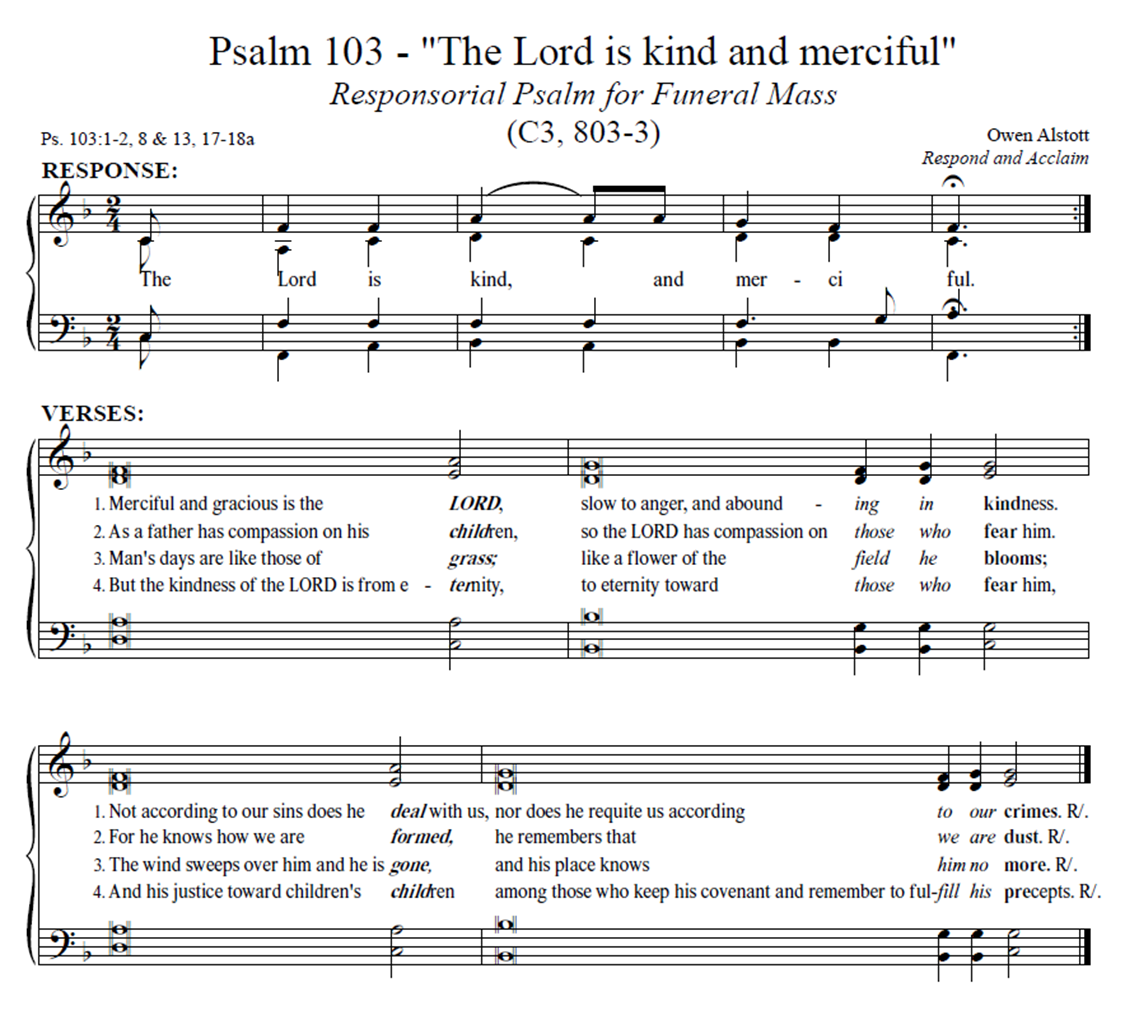 Psalm 103 - "The Lord is kind and merciful"
Responsorial Psalm for Funeral Mass
(C3, 803-3)
Ps. 103:1-2, 8 & 13, 17-18a
Owen Alstott
Respond and Acclaim
RESPONSE:
2 4
The Lord is kind, and mer - ci ful.
2 4
VERSES:
1. Merciful and gracious is the LORD, slow to anger, and abound - ing in kindness.
2. As a father has compassion on his children, so the LORD has compassion on those who fear him.
3. Man's days are like those of grass; like a flower of the field he blooms;
4. But the kindness of the LORD is from e - ternity, to eternity toward those who fear him,
1. Not according to our sins does he deal with us, nor does he requite us according to our crimes. R/.
2. For he knows how we are formed, he remembers that we are dust. R/.
3. The wind sweeps over him and he is gone, and his place knows him no more. R/.
4. And his justice toward children's children among those who keep his covenant and remember to ful-fill his precepts. R/.